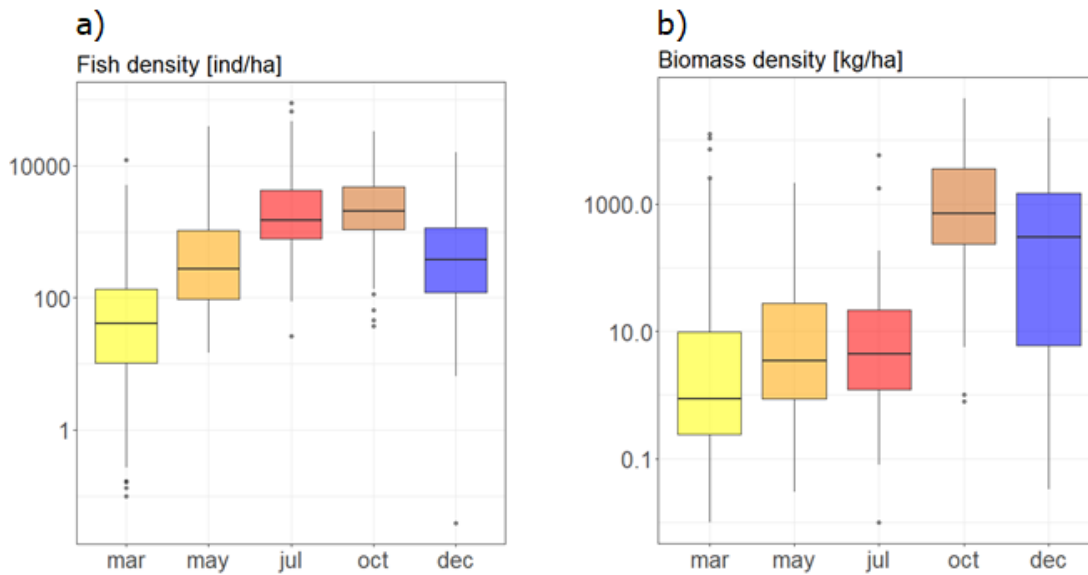 a)
Fish density [ind/ha]
10000
100
1
mar may jul oct dec
b)
Biomass density [kg/ha]
1000.0
10.0
0.1
mar may jul oct dec